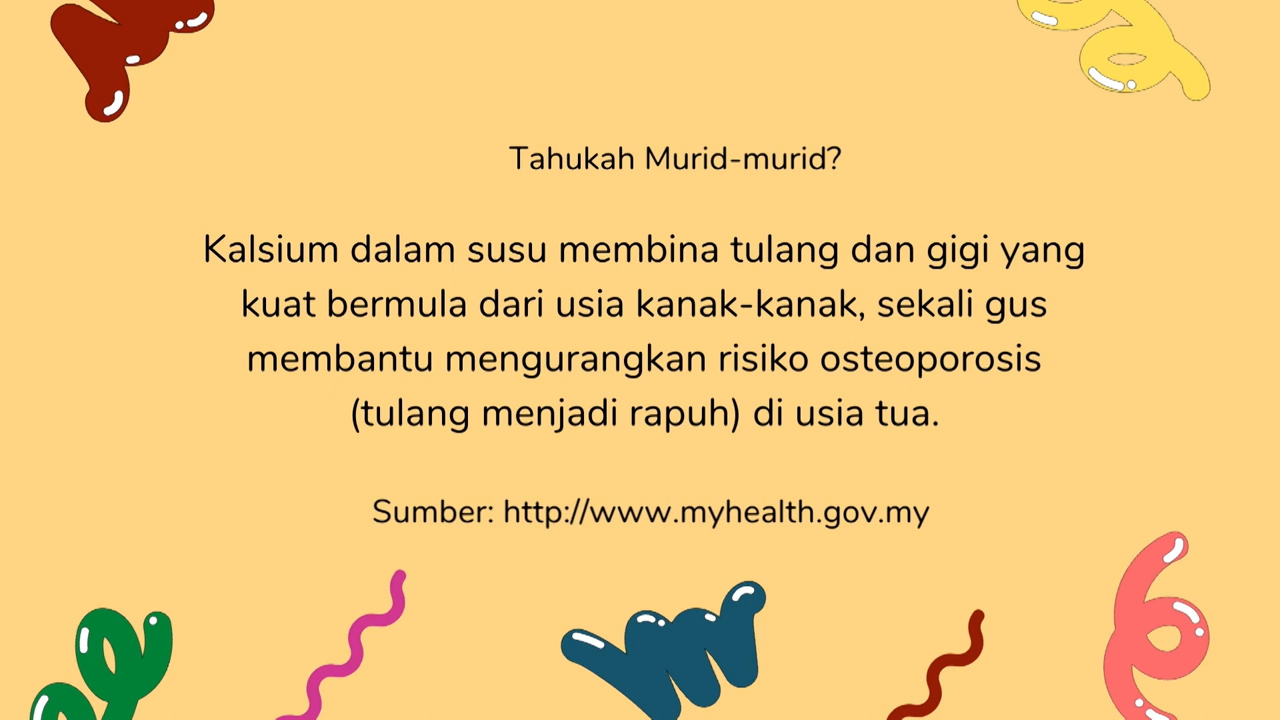 Tahukah Murid-murid?
Kalsium dalam susu membina tulang dan gigi yang
kuat bermula dari usia kanak-kanak, sekali gus
membantu mengurangkan risiko osteoporosis
(tulang menjadi rapuh) di usia tua.
Sumber: http://www.myhealth.gov.my